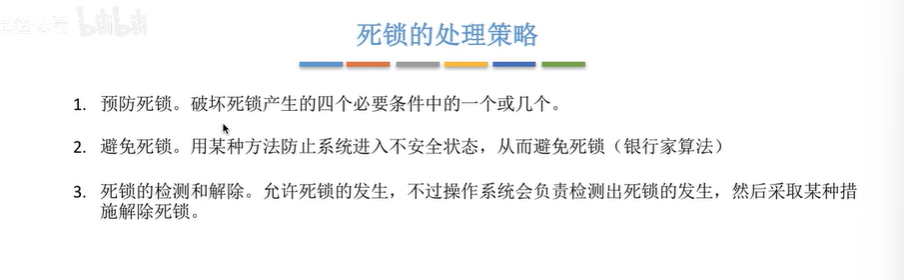 bilibili
死锁的处理策略
1. 预防死锁。破坏死锁产生的四个必要条件中的一个或几个。
2. 避免死锁。用某种方法防止系统进入不安全状态，从而避免死锁（银行家算法）
3. 死锁的检测和解除。允许死锁的发生，不过操作系统会负责检测出死锁的发生，然后采取某种措
施解除死锁。